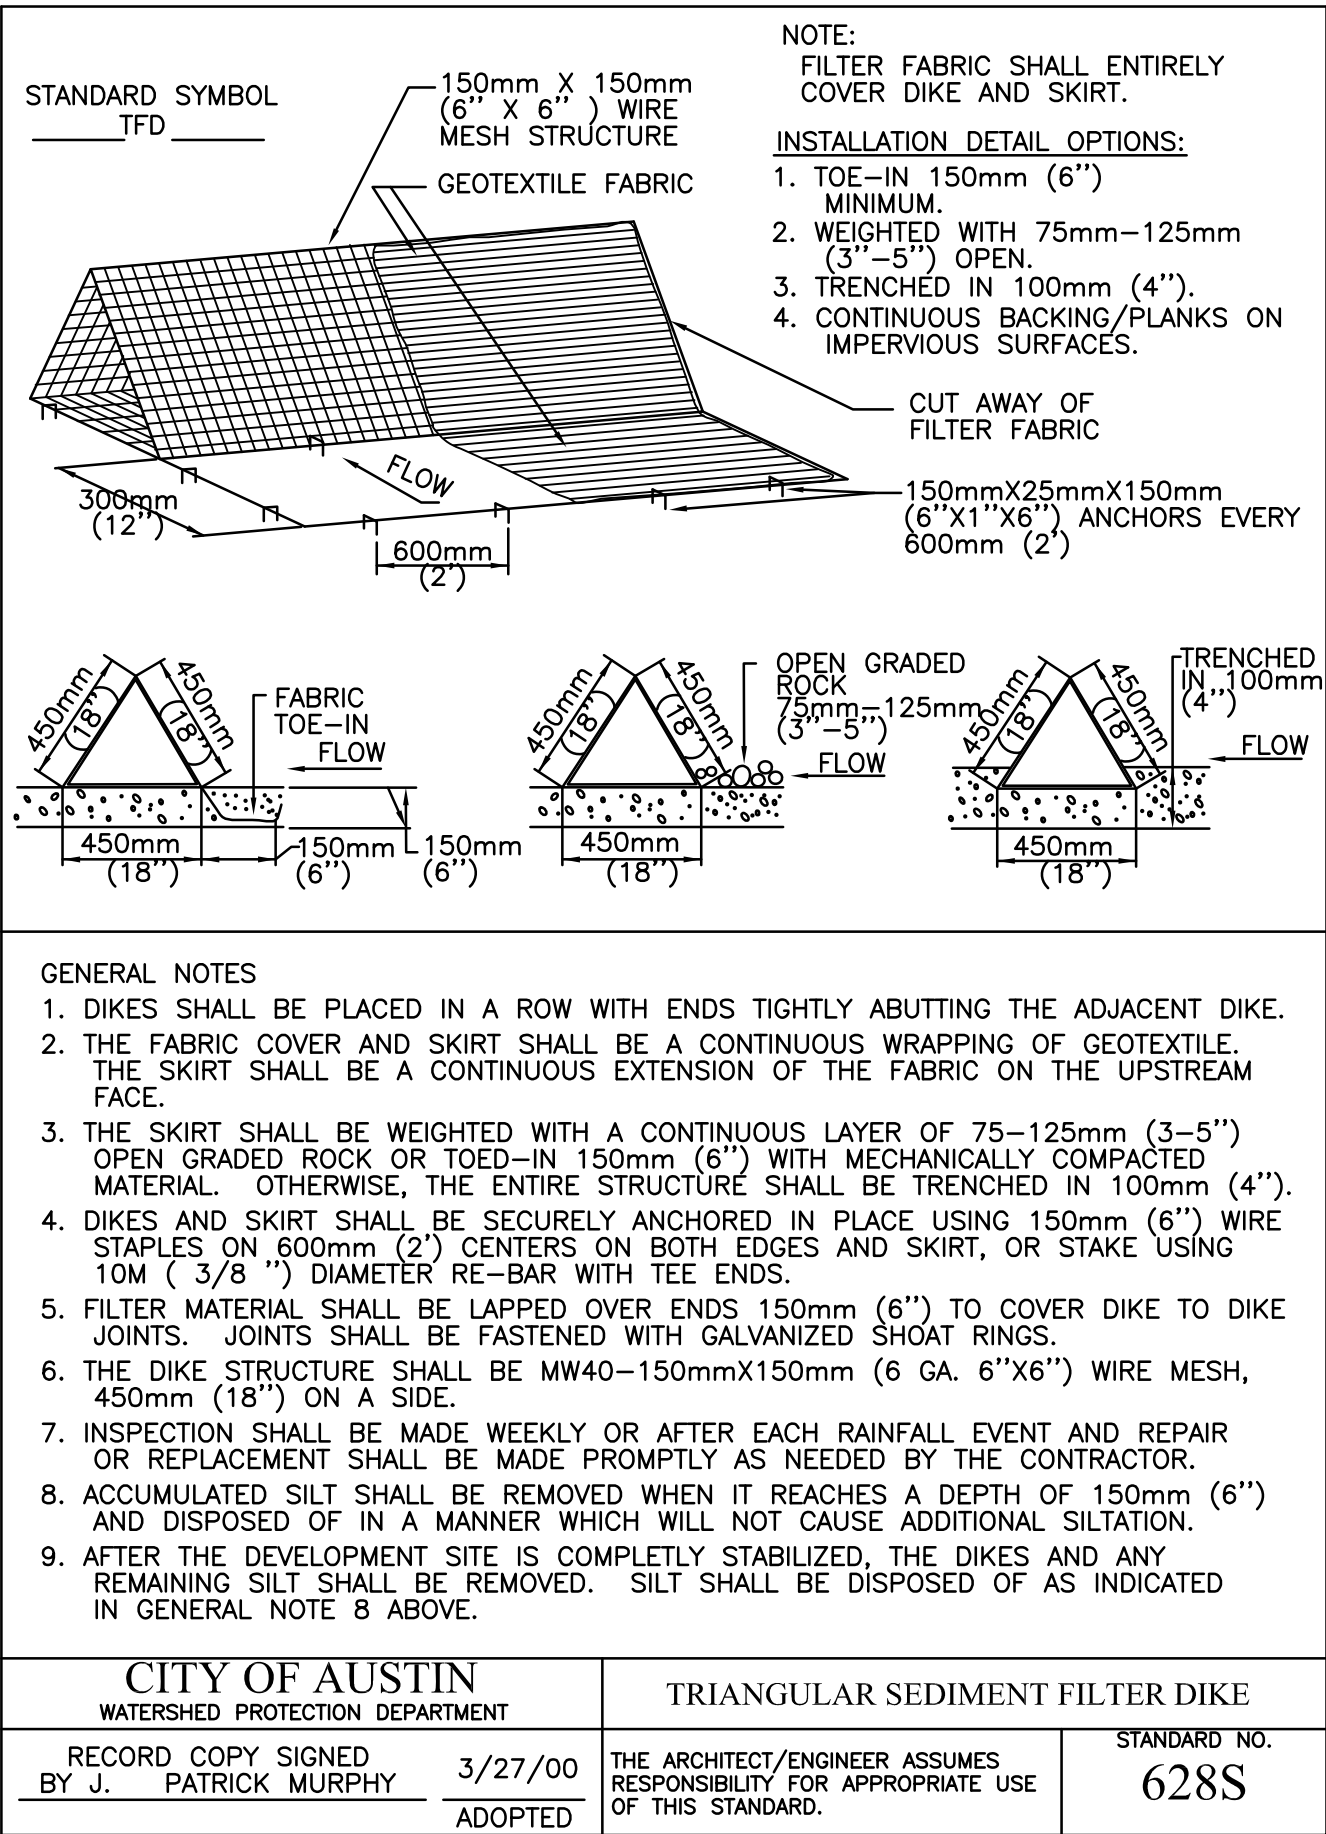 STANDARD SYMBOL
TFD
150mm X 150mm
(6'' X 6'' ) WIRE
MESH STRUCTURE
GEOTEXTILE FABRIC
NOTE:
FILTER FABRIC SHALL ENTIRELY
COVER DIKE AND SKIRT.
INSTALLATION DETAIL OPTIONS:
1. TOE-IN 150mm (6'')
MINIMUM.
2. WEIGHTED WITH 75mm-125mm
(3''-5'') OPEN.
3. TRENCHED IN 100mm (4'').
4. CONTINUOUS BACKING/PLANKS ON
IMPERVIOUS SURFACES.
CUT AWAY OF
FILTER FABRIC
150mmX25mmX150mm
(6''X1''X6'') ANCHORS EVERY
600mm (2')
FLOW
300mm
(12'')
600mm
(2')
450mm
(18'')
450mm
(18'')
FABRIC
TOE-IN
FLOW
450mm
(18'')
150mm
(6'')
150mm
(6'')
450mm
(18'')
450mm
(18'')
OPEN GRADED
ROCK
75mm-125mm
(3''-5'')
FLOW
450mm
(18'')
450mm
(18'')
450mm
(18'')
TRENCHED
IN 100mm
(4'')
FLOW
450mm
(18'')
GENERAL NOTES
1. DIKES SHALL BE PLACED IN A ROW WITH ENDS TIGHTLY ABUTTING THE ADJACENT DIKE.
2. THE FABRIC COVER AND SKIRT SHALL BE A CONTINUOUS WRAPPING OF GEOTEXTILE.
THE SKIRT SHALL BE A CONTINUOUS EXTENSION OF THE FABRIC ON THE UPSTREAM
FACE.
3. THE SKIRT SHALL BE WEIGHTED WITH A CONTINUOUS LAYER OF 75-125mm (3-5'')
OPEN GRADED ROCK OR TOED-IN 150mm (6'') WITH MECHANICALLY COMPACTED
MATERIAL. OTHERWISE, THE ENTIRE STRUCTURE SHALL BE TRENCHED IN 100mm (4'').
4. DIKES AND SKIRT SHALL BE SECURELY ANCHORED IN PLACE USING 150mm (6'') WIRE
STAPLES ON 600mm (2') CENTERS ON BOTH EDGES AND SKIRT, OR STAKE USING
10M ( 3/8 '') DIAMETER RE-BAR WITH TEE ENDS.
5. FILTER MATERIAL SHALL BE LAPPED OVER ENDS 150mm (6'') TO COVER DIKE TO DIKE
JOINTS. JOINTS SHALL BE FASTENED WITH GALVANIZED SHOAT RINGS.
6. THE DIKE STRUCTURE SHALL BE MW40-150mmX150mm (6 GA. 6''X6'') WIRE MESH,
450mm (18'') ON A SIDE.
7. INSPECTION SHALL BE MADE WEEKLY OR AFTER EACH RAINFALL EVENT AND REPAIR
OR REPLACEMENT SHALL BE MADE PROMPTLY AS NEEDED BY THE CONTRACTOR.
8. ACCUMULATED SILT SHALL BE REMOVED WHEN IT REACHES A DEPTH OF 150mm (6'')
AND DISPOSED OF IN A MANNER WHICH WILL NOT CAUSE ADDITIONAL SILTATION.
9. AFTER THE DEVELOPMENT SITE IS COMPLETLY STABILIZED, THE DIKES AND ANY
REMAINING SILT SHALL BE REMOVED. SILT SHALL BE DISPOSED OF AS INDICATED
IN GENERAL NOTE 8 ABOVE.
CITY OF AUSTIN
WATERSHED PROTECTION DEPARTMENT
TRIANGULAR SEDIMENT FILTER DIKE
RECORD COPY SIGNED
BY J. PATRICK MURPHY
3/27/00
ADOPTED
THE ARCHITECT/ENGINEER ASSUMES
RESPONSIBILITY FOR APPROPRIATE USE
OF THIS STANDARD.
STANDARD NO.
628S